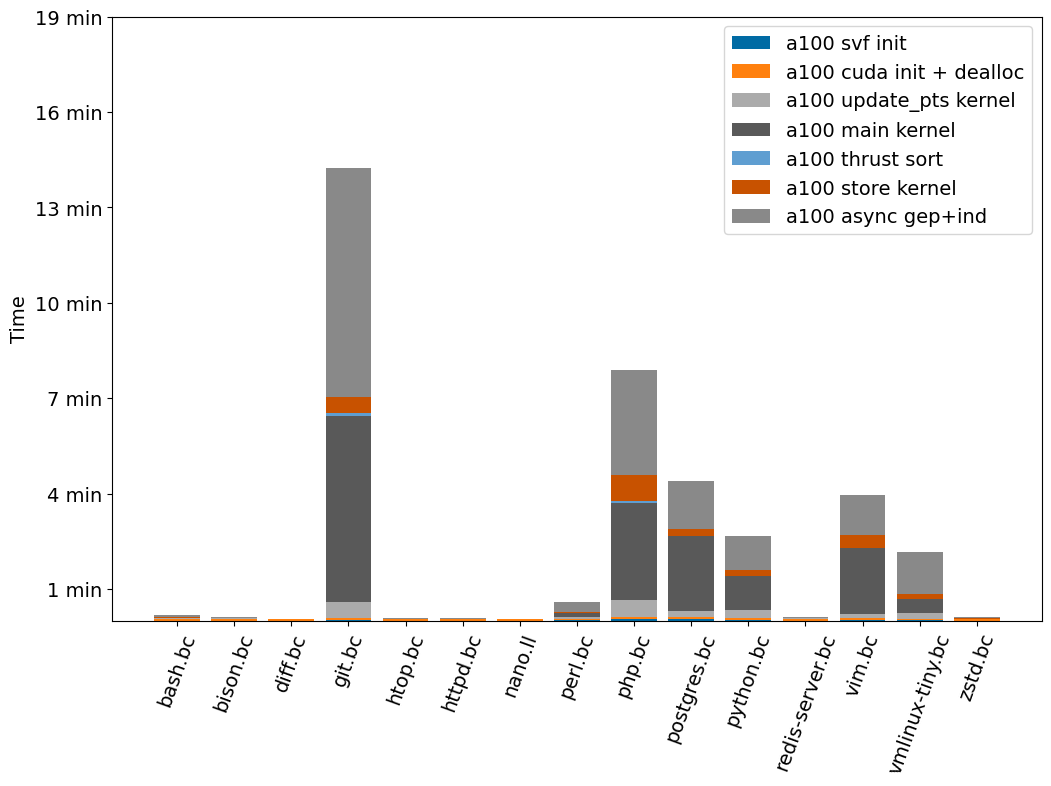 19 min
16 min
13 min
10 min
7 min
4 min
1 min
Time
a100 svf init
a100 cuda init + dealloc
a100 update_pts kernel
a100 main kernel
a100 thrust sort
a100 store kernel
a100 async gep+ind
bash.bc
bison.bc
diff.bc
git.bc
htop.bc
httpd.bc
nano.ll
perl.bc
php.bc
postgres.bc
python.bc
redis-server.bc
vim.bc
vmlinux-tiny.bc
zstd.bc